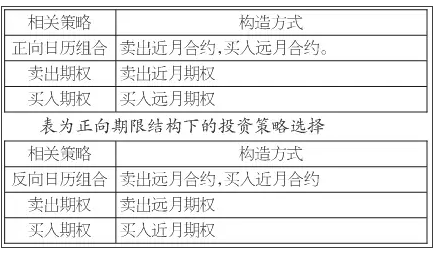 相关策略 构造方式
正向日历组合 卖出近月合约,买入远月合约。
卖出期权 卖出近月期权
买入期权 买入远月期权
表为正向期限结构下的投资策略选择
相关策略 构造方式
反向日历组合 卖出远月合约,买入近月合约
卖出期权 卖出远月期权
买入期权 买入近月期权